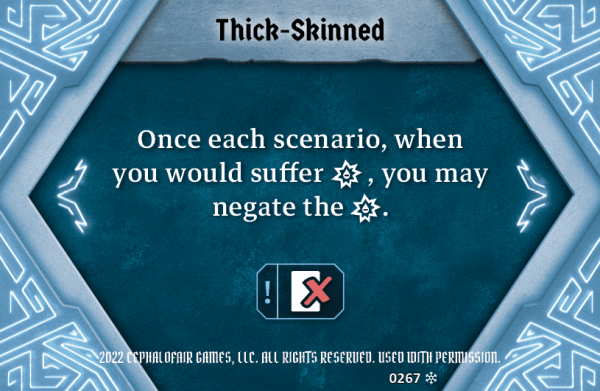 Thick-Skinned
Once each scenario, when
you would suffer , you may
negate the .
!
2022 CEPHALOFAIR GAMES, LLC. ALL RIGHTS RESERVED. USED WITH PERMISSION.
0267